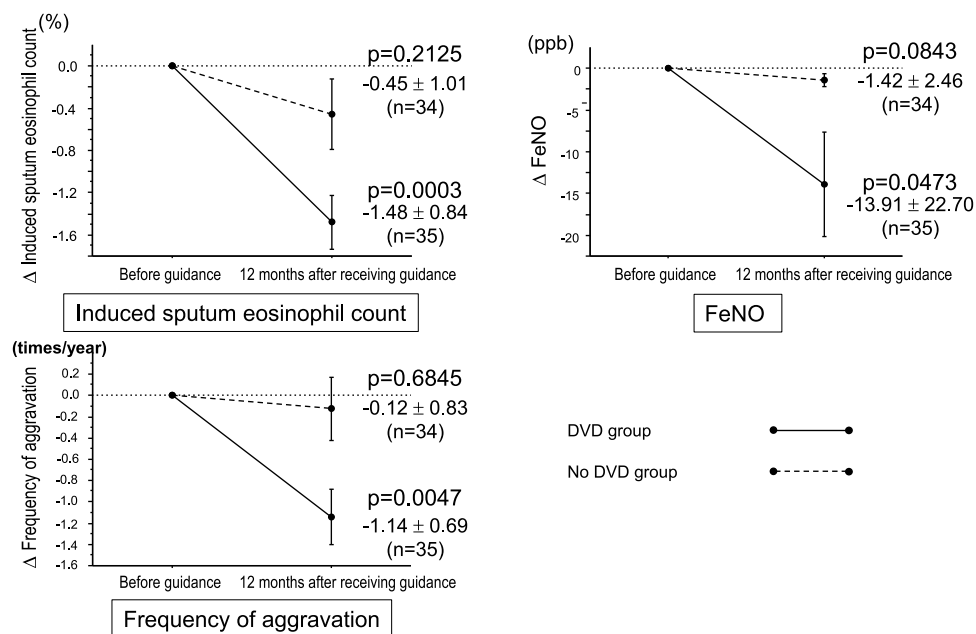 (%)
Δ Induced sputum eosinophil count
0.0
-0.4
-0.8
-1.2
-1.6
p=0.2125
-0.45 ± 1.01
(n=34)
p=0.0003
-1.48 ± 0.84
(n=35)
Before guidance
12 months after receiving guidance
Induced sputum eosinophil count
(ppb)
Δ FeNO
0
-5
-10
-15
-20
p=0.0843
-1.42 ± 2.46
(n=34)
p=0.0473
-13.91 ± 22.70
(n=35)
Before guidance
12 months after receiving guidance
FeNO
(times/year)
Δ Frequency of aggravation
0.2
0.0
-0.2
-0.4
-0.6
-0.8
-1.0
-1.2
-1.4
-1.6
p=0.6845
-0.12 ± 0.83
(n=34)
p=0.0047
-1.14 ± 0.69
(n=35)
Before guidance
12 months after receiving guidance
Frequency of aggravation
DVD group
No DVD group